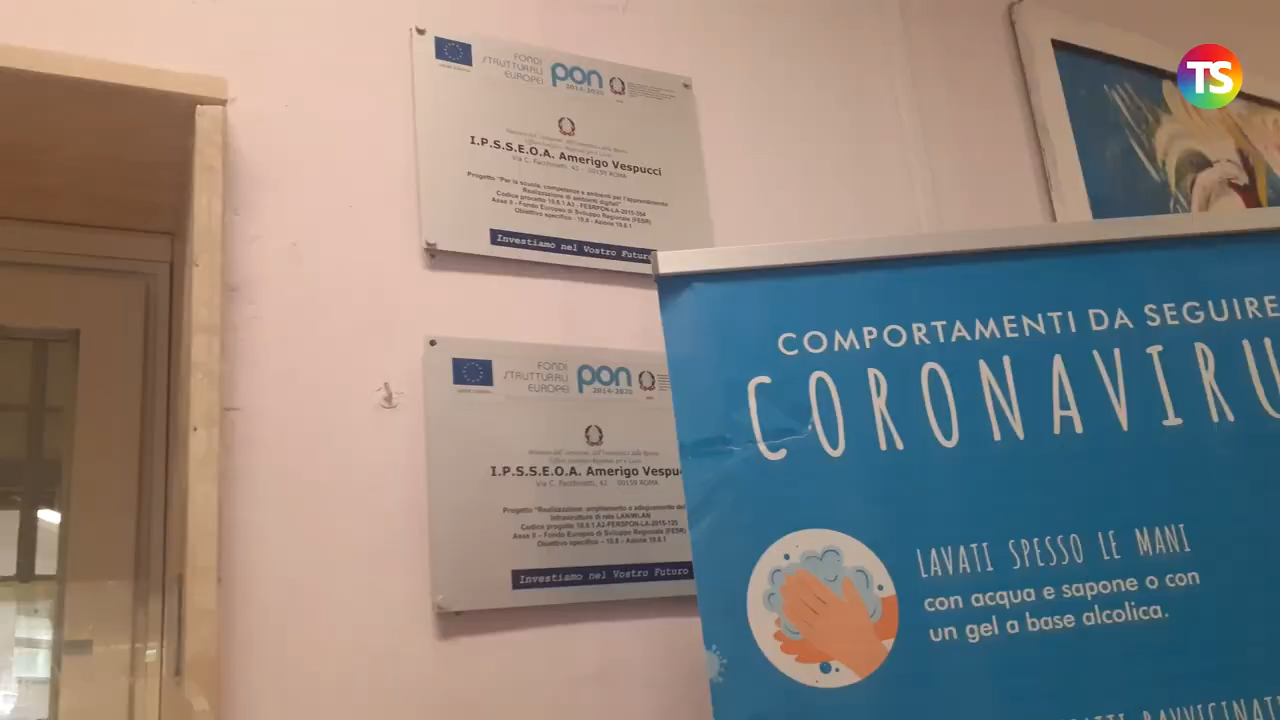 TS
FONDI
STRUTTURALI
EUROPEI
pon
2014-2020
I.P.S.S.E.O.A. Amerigo Vespucci
Via C. Facchinetti, 42 - 00159 ROMA
Progetto "Per la scuola, competenze e ambienti per l'apprendimento
Realizzazione di ambienti digitali"
Codice progetto 10.8.1.A3 - FESRPON-LA-2015-
Asse II - Fondo Europeo di Sviluppo Regionale (FESR)
Obiettivo specifico - 10.8 - Azione 10.8.1
Investiamo nel Vostro Futuro
FONDI
STRUTTURALI
EUROPEI
pon
2014-2020
I.P.S.S.E.O.A. Amerigo Vespu
Via C. Facchinetti, 42 00159 ROMA
Progetto "Realizzazione, ampliamento o adeguamento del
infrastrutture di rete LAN/WLAN
Codice progetto 10.8.1.A2-FESRPON-LA-2015-
Asse II – Fondo Europeo di Sviluppo Regionale (FESR)
Obiettivo specifico – 10.8 – Azione 10.8.1
Investiamo nel Vostro Futuro
COMPORTAMENTI DA SEGUIRE
CORONAVIRU
LAVATI SPESSO LE MANI
con acqua e sapone o con
un gel a base alcolica.
RAVVICINATI